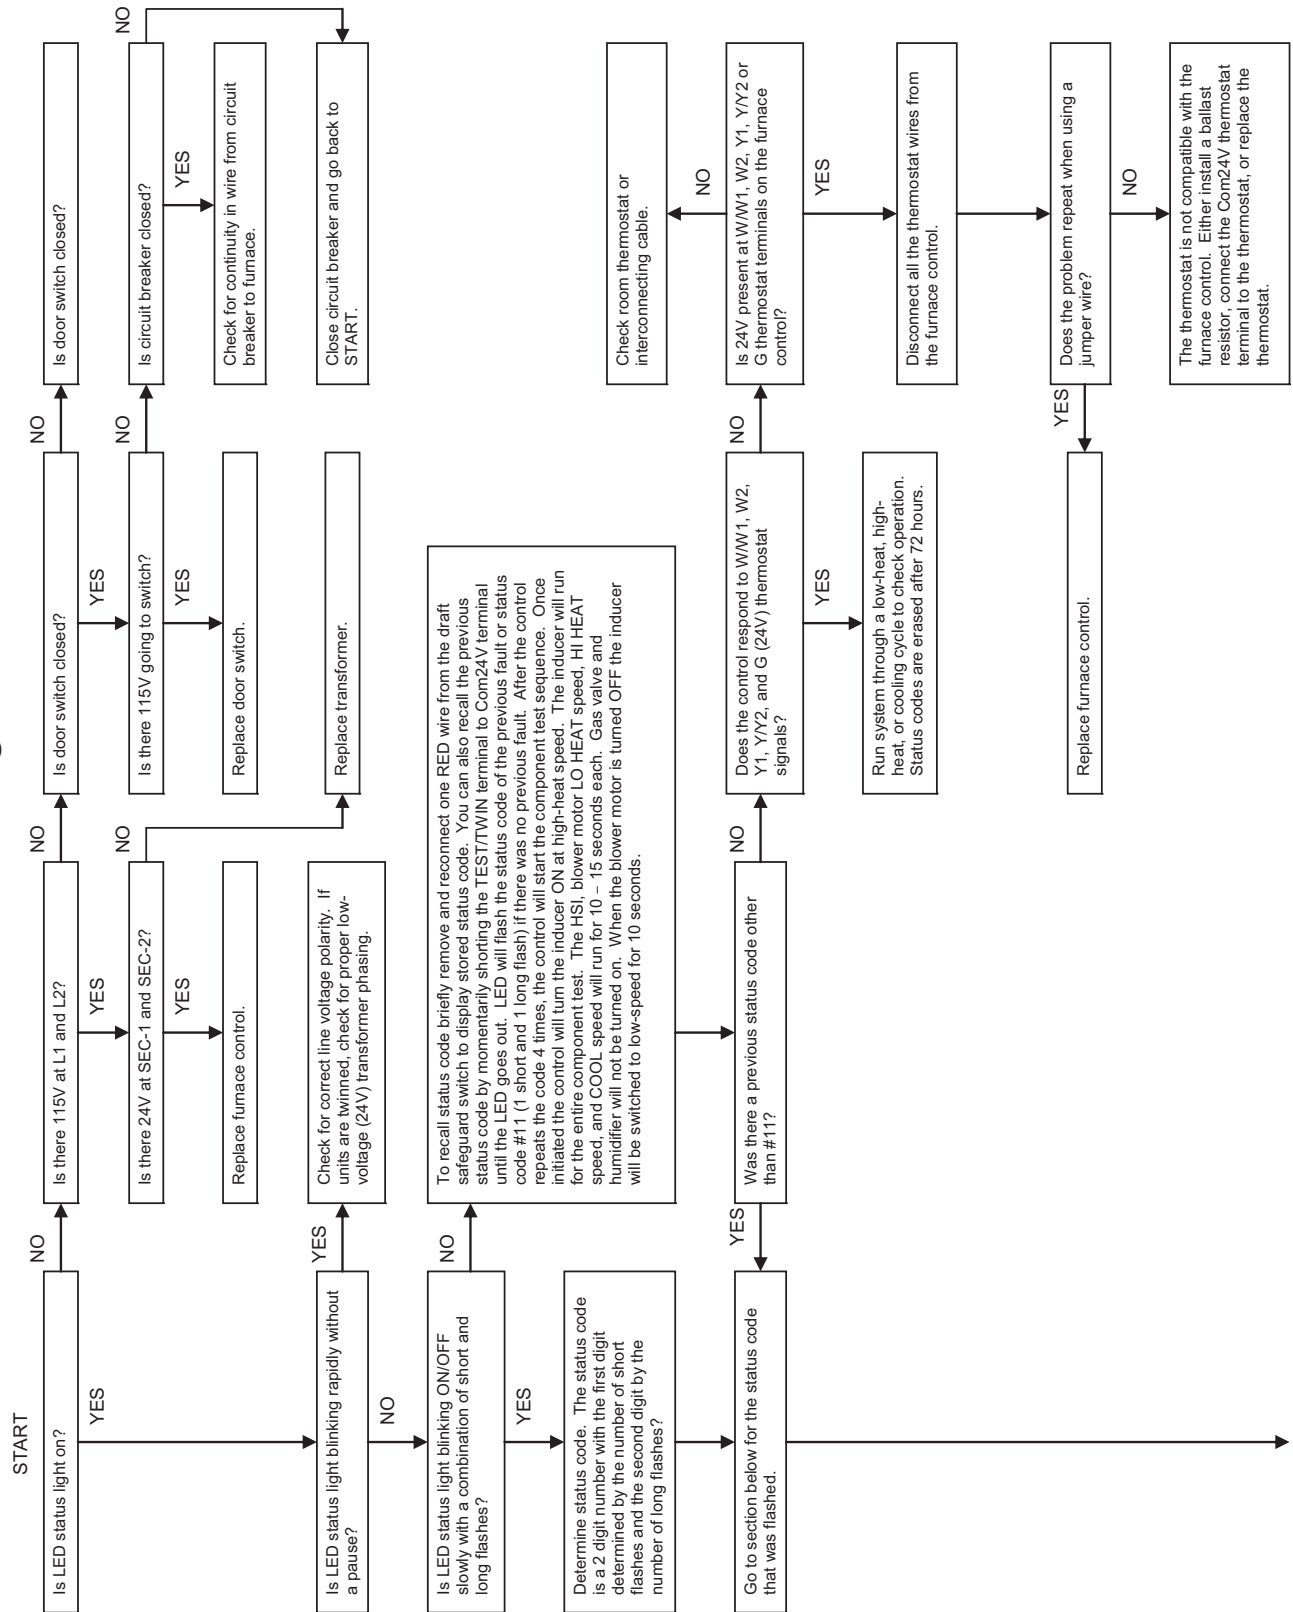 START
Is LED status light on?
NO
Is there 115V at L1 and L2?
NO
Is door switch closed?
NO
Is door switch closed?
YES
YES
YES
Is there 24V at SEC-1 and SEC-2?
NO
Is there 115V going to switch?
NO
Is circuit breaker closed?
NO
YES
YES
YES
Replace furnace control.
Replace door switch.
Check for continuity in wire from circuit
breaker to furnace.
Is LED status light blinking rapidly without
a pause?
YES
Check for correct line voltage polarity.  If
units are twinned, check for proper low-
voltage (24V) transformer phasing.
Replace transformer.
Close circuit breaker and go back to
START.
NO
Is LED status light blinking ON/OFF
slowly with a combination of short and
long flashes?
NO
To recall status code briefly remove and reconnect one RED wire from the draft
safeguard switch to display stored status code.  You can also recall the previous
status code by momentarily shorting the TEST/TWIN terminal to Com24V terminal
until the LED goes out.  LED will flash the status code of the previous fault or status
code #11 (1 short and 1 long flash) if there was no previous fault.  After the control
repeats the code 4 times, the control will start the component test sequence.  Once
initiated the control will turn the inducer ON at high-heat speed.  The inducer will run
for the entire component test.  The HSI, blower motor LO HEAT speed, HI HEAT
speed, and COOL speed will run for 10 – 15 seconds each.  Gas valve and
humidifier will not be turned on.  When the blower motor is turned OFF the inducer
will be switched to low-speed for 10 seconds.
YES
Determine status code.  The status code
is a 2 digit number with the first digit
determined by the number of short
flashes and the second digit by the
number of long flashes?
Check room thermostat or
interconnecting cable.
NO
Go to section below for the status code
that was flashed.
YES
Was there a previous status code other
than #11?
NO
Does the control respond to W/W1, W2,
Y1, Y/Y2, and G (24V) thermostat
signals?
NO
Is 24V present at W/W1, W2, Y1, Y/Y2 or
G thermostat terminals on the furnace
control?
YES
YES
Run system through a low-heat, high-
heat, or cooling cycle to check operation.
Status codes are erased after 72 hours.
Disconnect all the thermostat wires from
the furnace control.
Replace furnace control.
YES
Does the problem repeat when using a
jumper wire?
NO
The thermostat is not compatible with the
furnace control.  Either install a ballast
resistor, connect the Com24V thermostat
terminal to the thermostat, or replace the
thermostat.